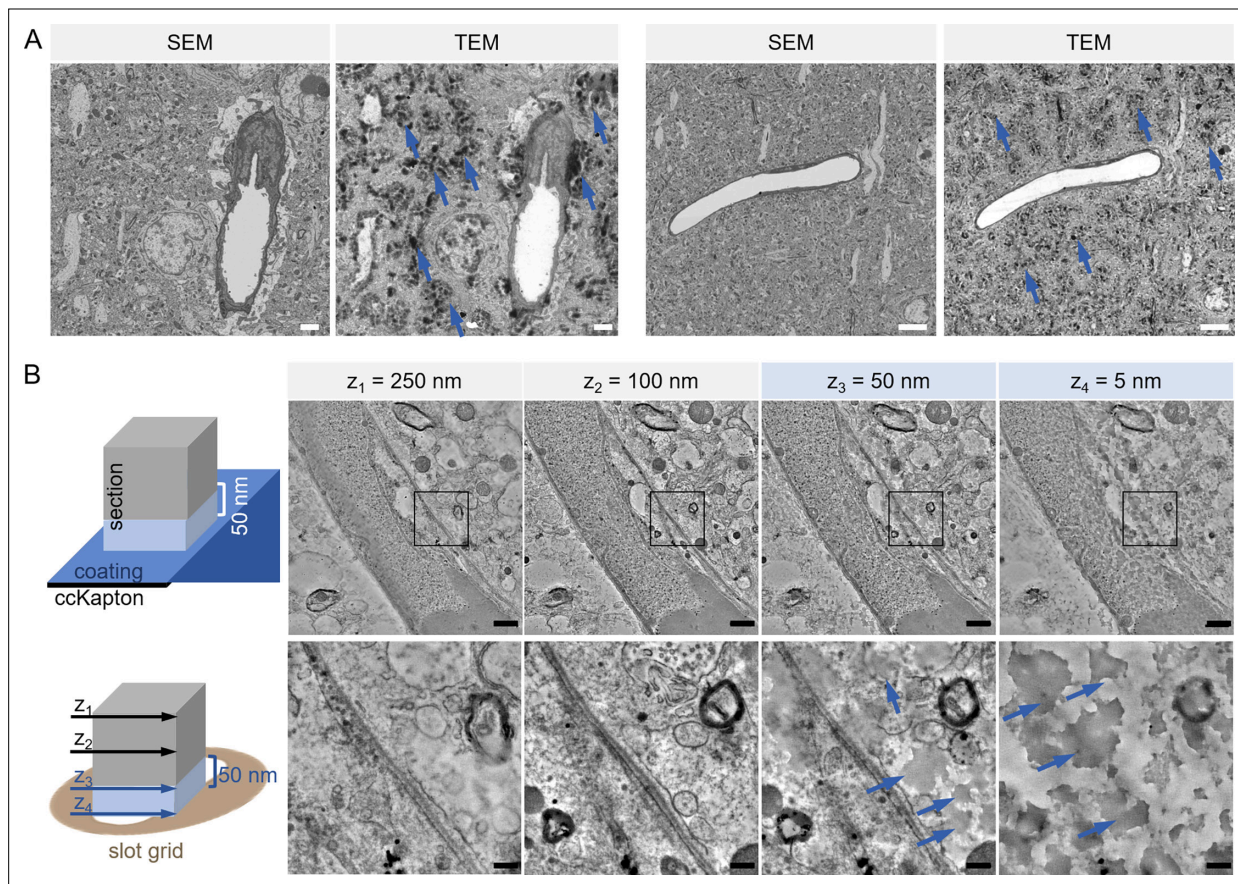 A
SEM
TEM
SEM
TEM
B
z₁ = 250 nm
z₂ = 100 nm
z₃ = 50 nm
z₄ = 5 nm
section
50 nm
coating
ccKapton
z₁
z₂
z₃
z₄
50 nm
slot grid